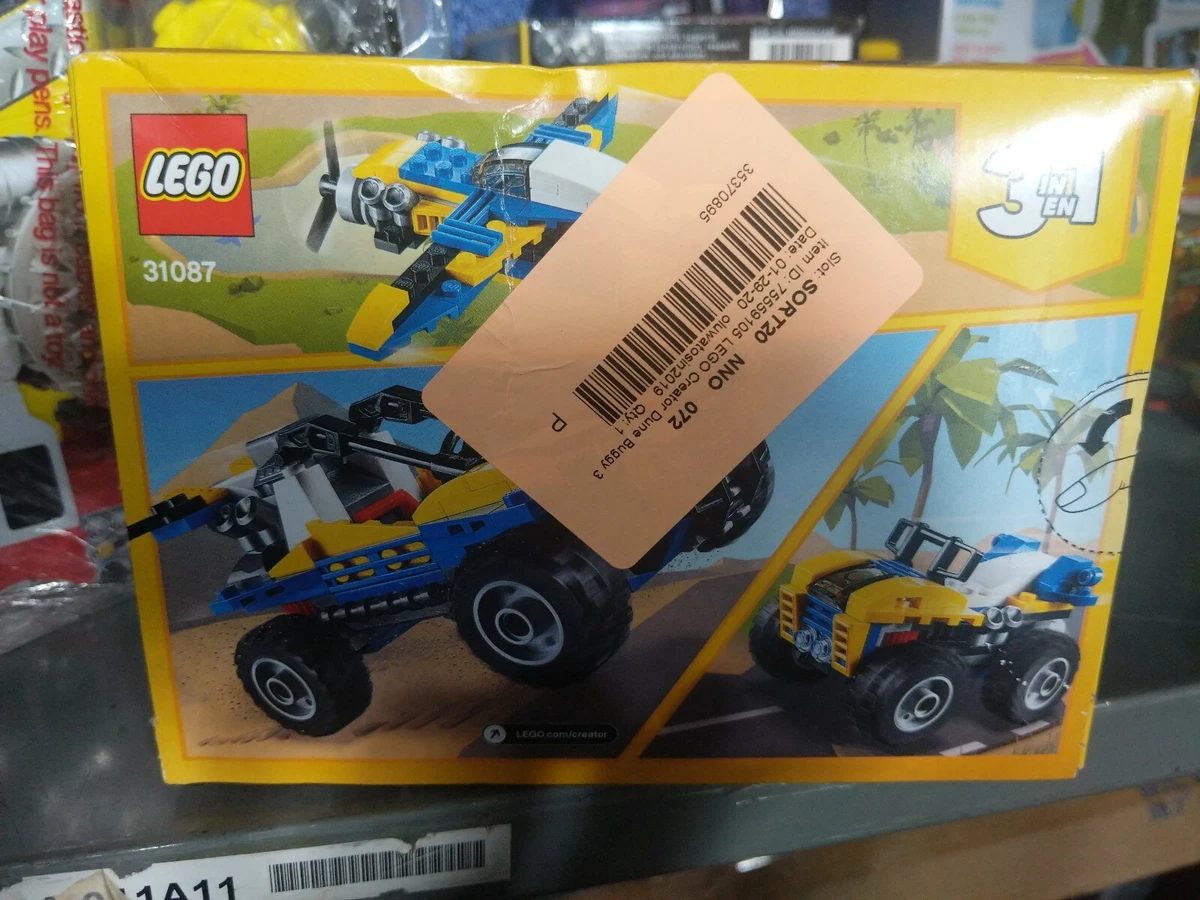 play pens. This bag is not a toy
LEGO
31087
3 IN 1
EN
35370895
Slot: SORT20 NNO 072
Item ID: 75559105 LEGO Creator Dune Buggy 3
Date: 01-29-20 oluwatosin2019 Qty: 1
P
LEGO.com/creator
1A11